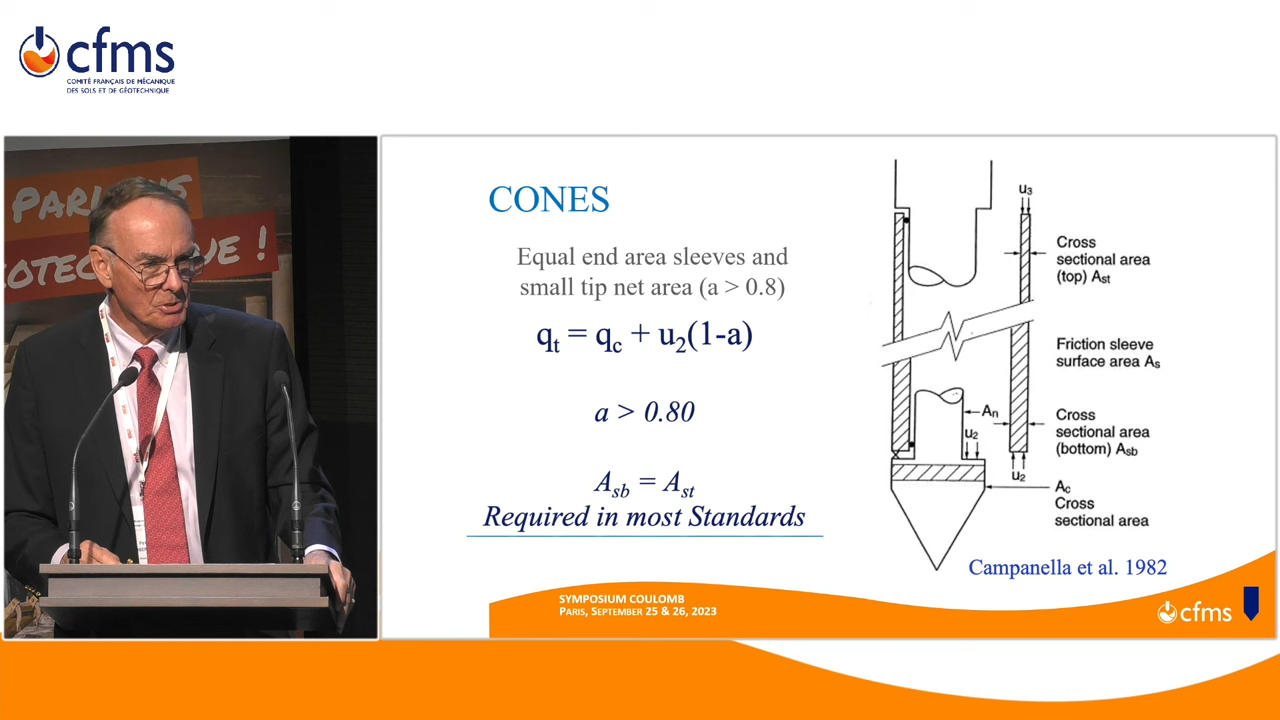 cfms
COMITÉ FRANÇAIS DE MÉCANIQUE
DES SOLS ET DE GÉOTECHNIQUE
CONES
Equal end area sleeves and
small tip net area (a > 0.8)
qt = qc + u2(1-a)
a > 0.80
Asb = Ast
Required in most Standards
u3
Cross
sectional area
(top) Ast
Friction sleeve
surface area As
An
u2
Cross
sectional area
(bottom) Asb
u2
Ac
Cross
sectional area
Campanella et al. 1982
SYMPOSIUM COULOMB
PARIS, SEPTEMBER 25 & 26, 2023
cfms